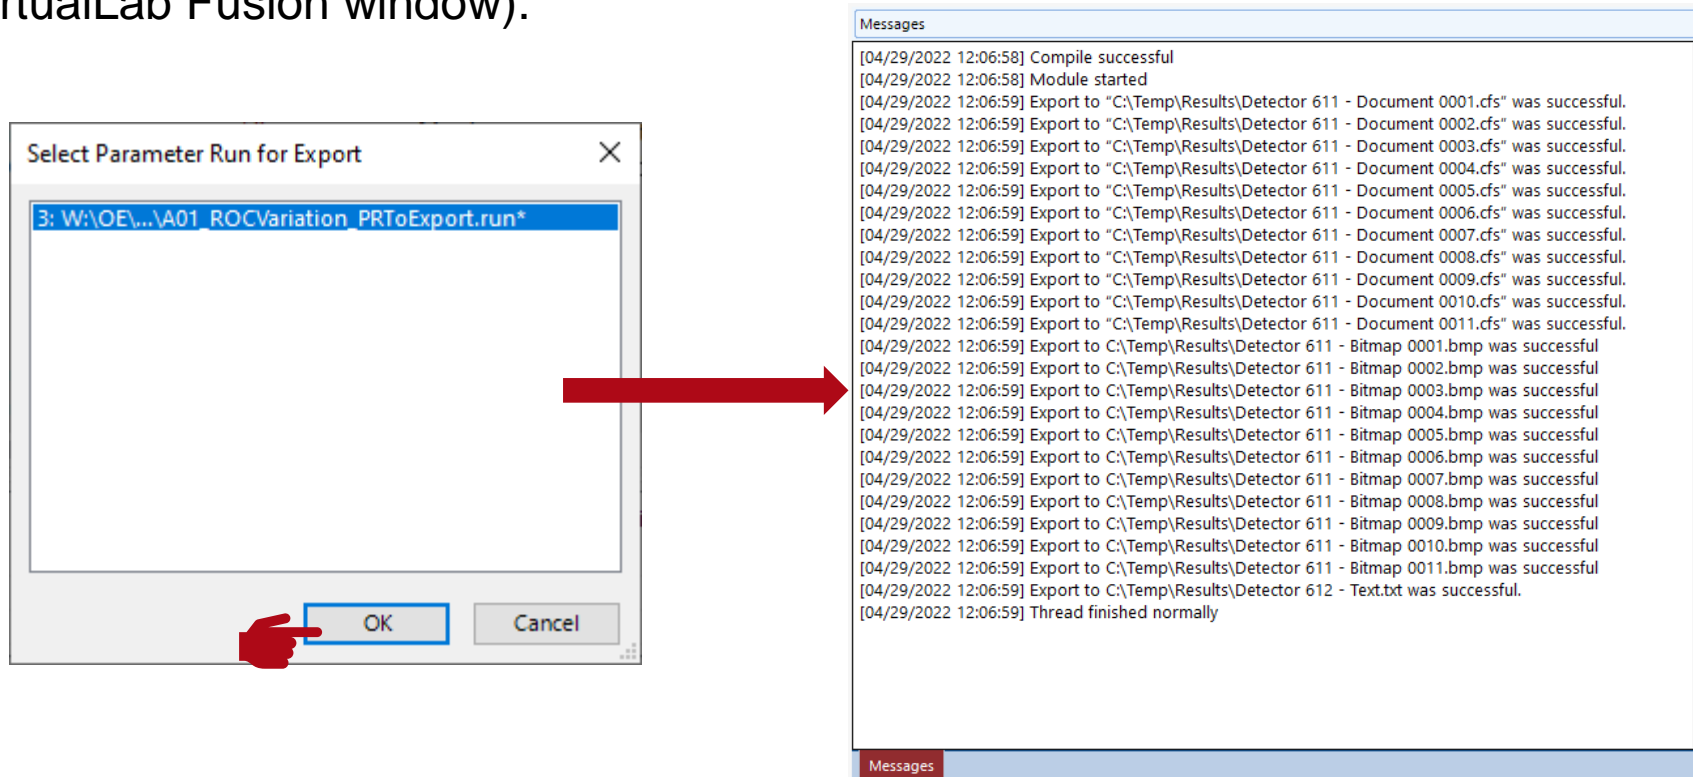 rtualLab Fusion window).
Select Parameter Run for Export
3: W:\OE\...\A01_ROCVariation_PRToExport.run*
OK
Cancel
Messages
[04/29/2022 12:06:58] Compile successful
[04/29/2022 12:06:58] Module started
[04/29/2022 12:06:59] Export to "C:\Temp\Results\Detector 611 - Document 0001.cfs" was successful.
[04/29/2022 12:06:59] Export to "C:\Temp\Results\Detector 611 - Document 0002.cfs" was successful.
[04/29/2022 12:06:59] Export to "C:\Temp\Results\Detector 611 - Document 0003.cfs" was successful.
[04/29/2022 12:06:59] Export to "C:\Temp\Results\Detector 611 - Document 0004.cfs" was successful.
[04/29/2022 12:06:59] Export to "C:\Temp\Results\Detector 611 - Document 0005.cfs" was successful.
[04/29/2022 12:06:59] Export to "C:\Temp\Results\Detector 611 - Document 0006.cfs" was successful.
[04/29/2022 12:06:59] Export to "C:\Temp\Results\Detector 611 - Document 0007.cfs" was successful.
[04/29/2022 12:06:59] Export to "C:\Temp\Results\Detector 611 - Document 0008.cfs" was successful.
[04/29/2022 12:06:59] Export to "C:\Temp\Results\Detector 611 - Document 0009.cfs" was successful.
[04/29/2022 12:06:59] Export to "C:\Temp\Results\Detector 611 - Document 0010.cfs" was successful.
[04/29/2022 12:06:59] Export to "C:\Temp\Results\Detector 611 - Document 0011.cfs" was successful.
[04/29/2022 12:06:59] Export to C:\Temp\Results\Detector 611 - Bitmap 0001.bmp was successful
[04/29/2022 12:06:59] Export to C:\Temp\Results\Detector 611 - Bitmap 0002.bmp was successful
[04/29/2022 12:06:59] Export to C:\Temp\Results\Detector 611 - Bitmap 0003.bmp was successful
[04/29/2022 12:06:59] Export to C:\Temp\Results\Detector 611 - Bitmap 0004.bmp was successful
[04/29/2022 12:06:59] Export to C:\Temp\Results\Detector 611 - Bitmap 0005.bmp was successful
[04/29/2022 12:06:59] Export to C:\Temp\Results\Detector 611 - Bitmap 0006.bmp was successful
[04/29/2022 12:06:59] Export to C:\Temp\Results\Detector 611 - Bitmap 0007.bmp was successful
[04/29/2022 12:06:59] Export to C:\Temp\Results\Detector 611 - Bitmap 0008.bmp was successful
[04/29/2022 12:06:59] Export to C:\Temp\Results\Detector 611 - Bitmap 0009.bmp was successful
[04/29/2022 12:06:59] Export to C:\Temp\Results\Detector 611 - Bitmap 0010.bmp was successful
[04/29/2022 12:06:59] Export to C:\Temp\Results\Detector 611 - Bitmap 0011.bmp was successful
[04/29/2022 12:06:59] Export to C:\Temp\Results\Detector 612 - Text.txt was successful.
[04/29/2022 12:06:59] Thread finished normally
Messages